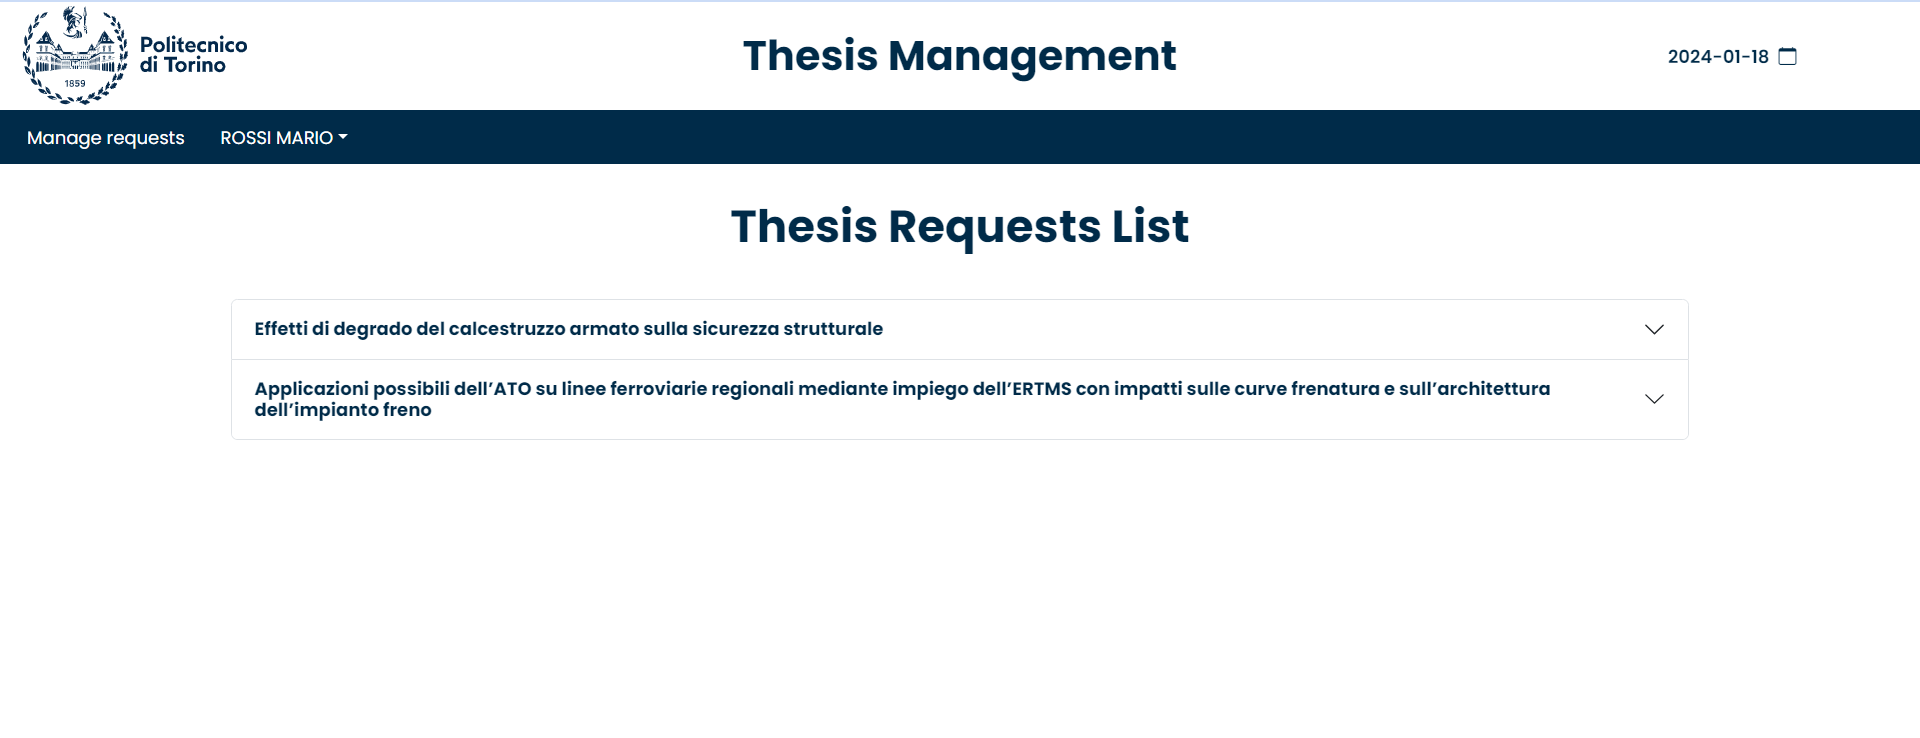 1859
Politecnico
di Torino
Thesis Management
2024-01-18
Manage requests
ROSSI MARIO
Thesis Requests List
Effetti di degrado del calcestruzzo armato sulla sicurezza strutturale
Applicazioni possibili dell’ATO su linee ferroviarie regionali mediante impiego dell’ERTMS con impatti sulle curve frenatura e sull’architettura
dell’impianto freno